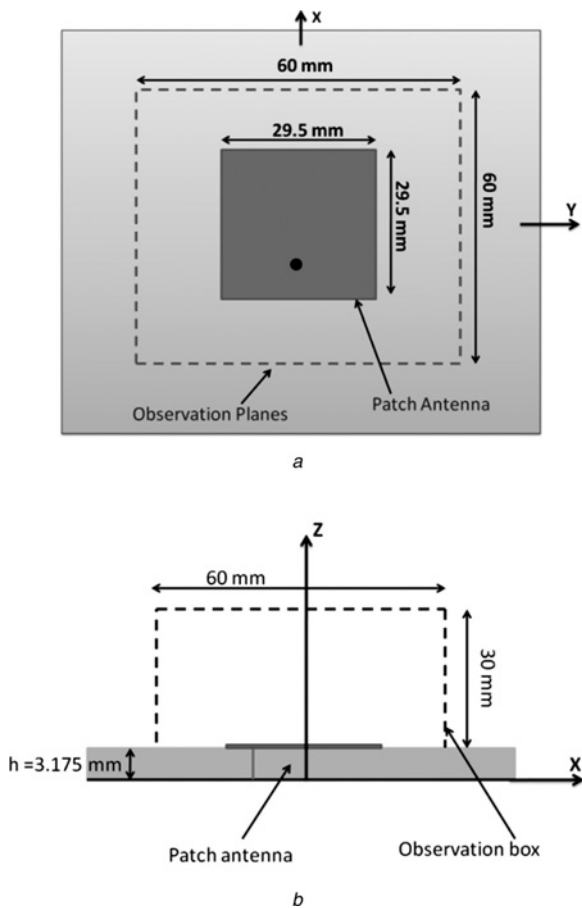 X
60 mm
29.5 mm
29.5 mm
60 mm
Y
Observation Planes
Patch Antenna
a
Z
60 mm
30 mm
h =3.175 mm
X
Patch antenna
Observation box
b